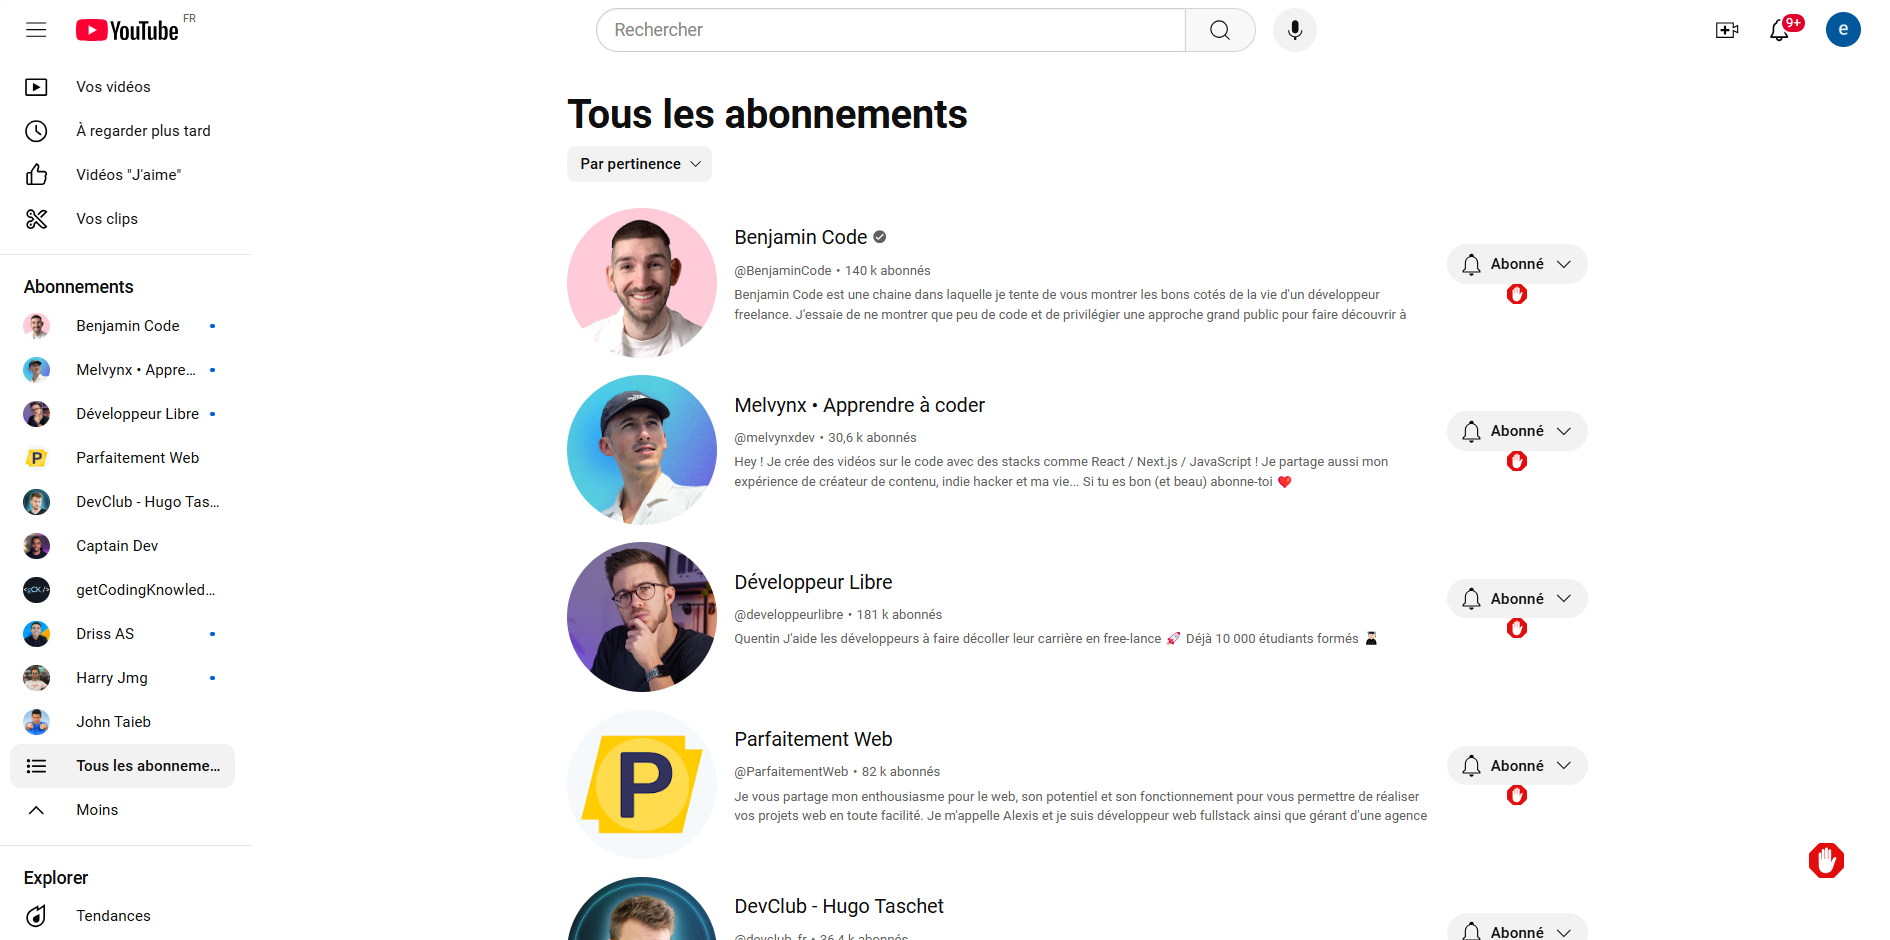 YouTube FR
Rechercher
9+
e
Vos vidéos
À regarder plus tard
Vidéos "J'aime"
Vos clips
Abonnements
Benjamin Code
Melvynx • Appre...
Développeur Libre
P
Parfaitement Web
DevClub - Hugo Tas...
Captain Dev
<gCK />
getCodingKnowled...
Driss AS
Harry Jmg
John Taieb
Tous les abonneme...
Moins
Explorer
Tendances
Tous les abonnements
Par pertinence
Benjamin Code
@BenjaminCode • 140 k abonnés
Benjamin Code est une chaine dans laquelle je tente de vous montrer les bons cotés de la vie d'un développeur
freelance. J'essaie de ne montrer que peu de code et de privilégier une approche grand public pour faire découvrir à
Abonné
Melvynx • Apprendre à coder
@melvynxdev • 30,6 k abonnés
Hey ! Je crée des vidéos sur le code avec des stacks comme React / Next.js / JavaScript ! Je partage aussi mon
expérience de créateur de contenu, indie hacker et ma vie... Si tu es bon (et beau) abonne-toi ❤️
Abonné
Développeur Libre
@developpeurlibre • 181 k abonnés
Quentin J'aide les développeurs à faire décoller leur carrière en free-lance 🚀 Déjà 10 000 étudiants formés 👨🏻‍🎓
Abonné
P
Parfaitement Web
@ParfaitementWeb • 82 k abonnés
Je vous partage mon enthousiasme pour le web, son potentiel et son fonctionnement pour vous permettre de réaliser
vos projets web en toute facilité. Je m'appelle Alexis et je suis développeur web fullstack ainsi que gérant d'une agence
Abonné
DevClub - Hugo Taschet
@devclub_fr • 36,4 k abonnés
Abonné